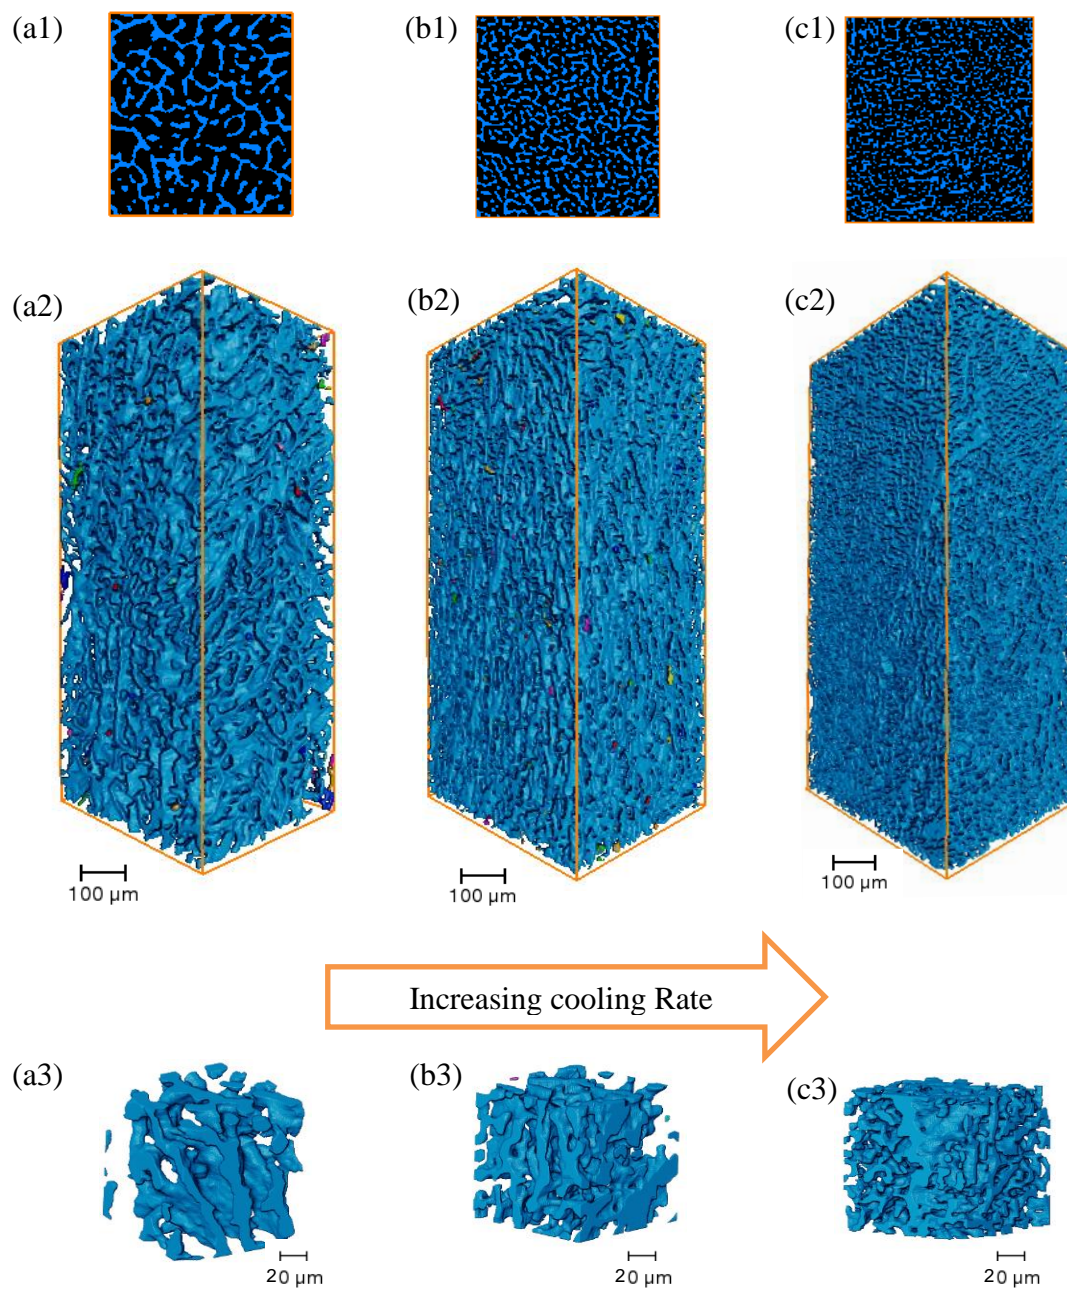 (a1)
(b1)
(c1)
(a2)
(b2)
(c2)
100 µm
100 µm
100 µm
Increasing cooling Rate
(a3)
(b3)
(c3)
20 µm
20 µm
20 µm